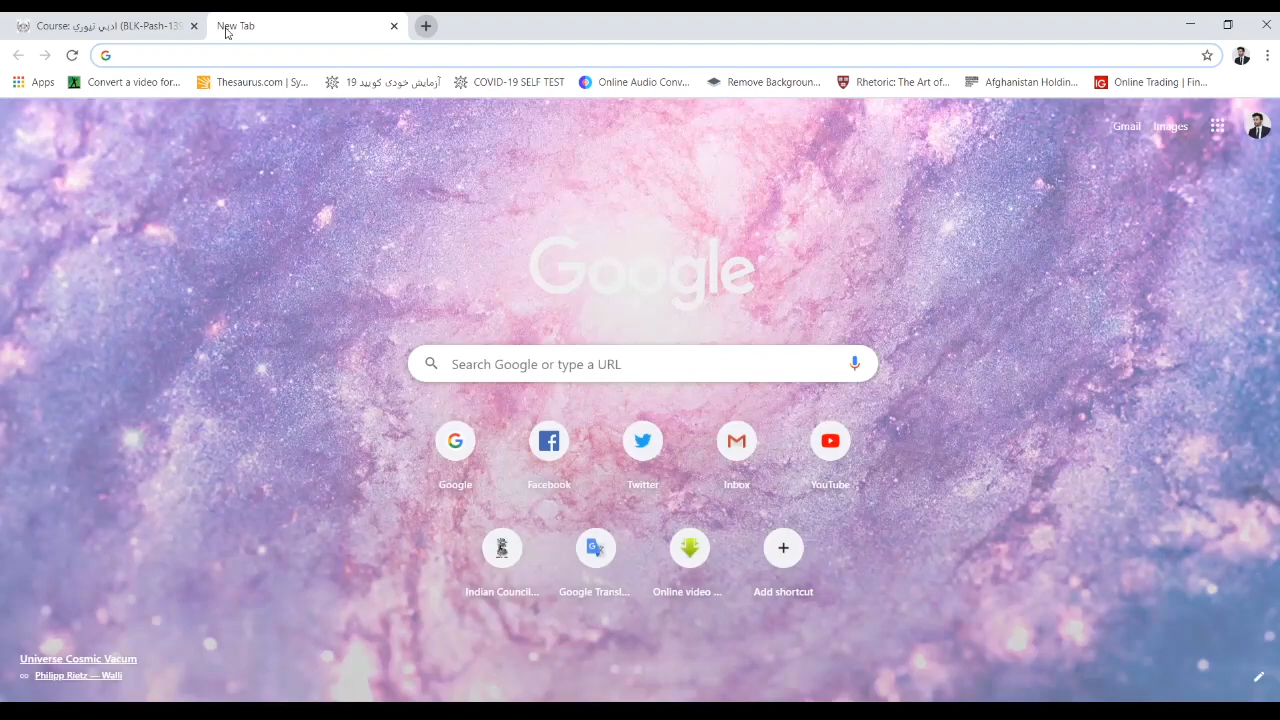 Course: ادبي تيوري (BLK-Pash-139
New Tab
Apps
Convert a video for...
Thesaurus.com | Sy...
آزمایش خودی کووید 19
COVID-19 SELF TEST
Online Audio Conv...
Remove Backgroun...
Rhetoric: The Art of...
Afghanistan Holdin...
Online Trading | Fin...
Gmail Images
Google
Search Google or type a URL
Google
Facebook
Twitter
Inbox
YouTube
Indian Council...
Google Transl...
Online video ...
Add shortcut
Universe Cosmic Vacum
Philipp Rietz — Walli